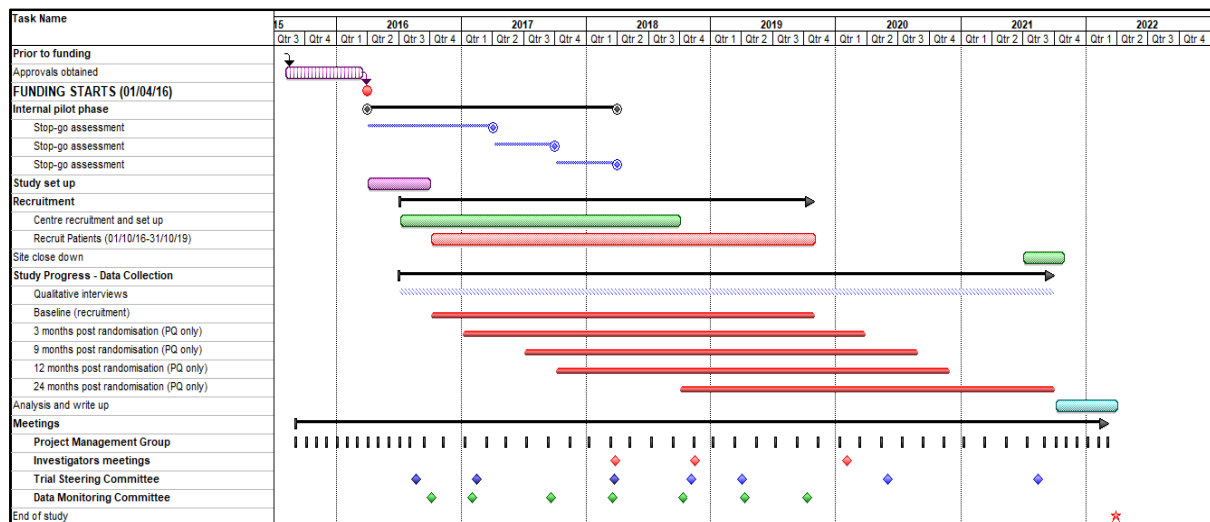 Task Name
15 2016 2017 2018 2019 2020 2021 2022
Qtr 3 Qtr 4 Qtr 1 Qtr 2 Qtr 3 Qtr 4 Qtr 1 Qtr 2 Qtr 3 Qtr 4 Qtr 1 Qtr 2 Qtr 3 Qtr 4 Qtr 1 Qtr 2 Qtr 3 Qtr 4 Qtr 1 Qtr 2 Qtr 3 Qtr 4 Qtr 1 Qtr 2 Qtr 3 Qtr 4 Qtr 1 Qtr 2 Qtr 3 Qtr 4
Prior to funding
Approvals obtained
FUNDING STARTS (01/04/16)
Internal pilot phase
Stop-go assessment
Stop-go assessment
Stop-go assessment
Study set up
Recruitment
Centre recruitment and set up
Recruit Patients (01/10/16-31/10/19)
Site close down
Study Progress - Data Collection
Qualitative interviews
Baseline (recruitment)
3 months post randomisation (PQ only)
9 months post randomisation (PQ only)
12 months post randomisation (PQ only)
24 months post randomisation (PQ only)
Analysis and write up
Meetings
Project Management Group
Investigators meetings
Trial Steering Committee
Data Monitoring Committee
End of study